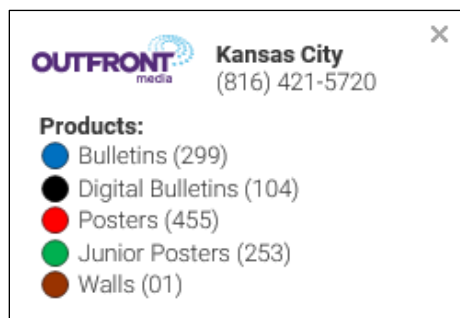 OUTFRONT
media
Kansas City
(816) 421-5720
Products:
Bulletins (299)
Digital Bulletins (104)
Posters (455)
Junior Posters (253)
Walls (01)